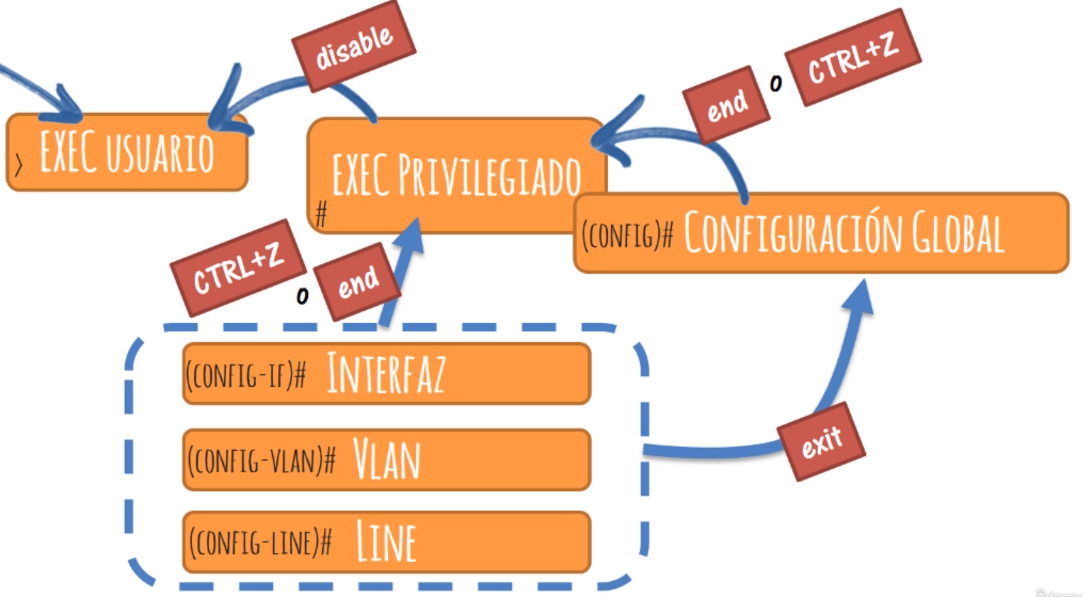 disable
end
o
CTRL+Z
> EXEC USUARIO
EXEC PRIVILEGIADO
#
(CONFIG)# CONFIGURACIÓN GLOBAL
CTRL+Z
o
end
(CONFIG-IF)# INTERFAZ
(CONFIG-VLAN)# VLAN
(CONFIG-LINE)# LINE
exit